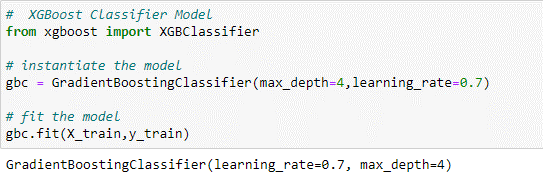 #  XGBoost Classifier Model
from xgboost import XGBClassifier
# instantiate the model
gbc = GradientBoostingClassifier(max_depth=4,learning_rate=0.7)
# fit the model
gbc.fit(X_train,y_train)
GradientBoostingClassifier(learning_rate=0.7, max_depth=4)